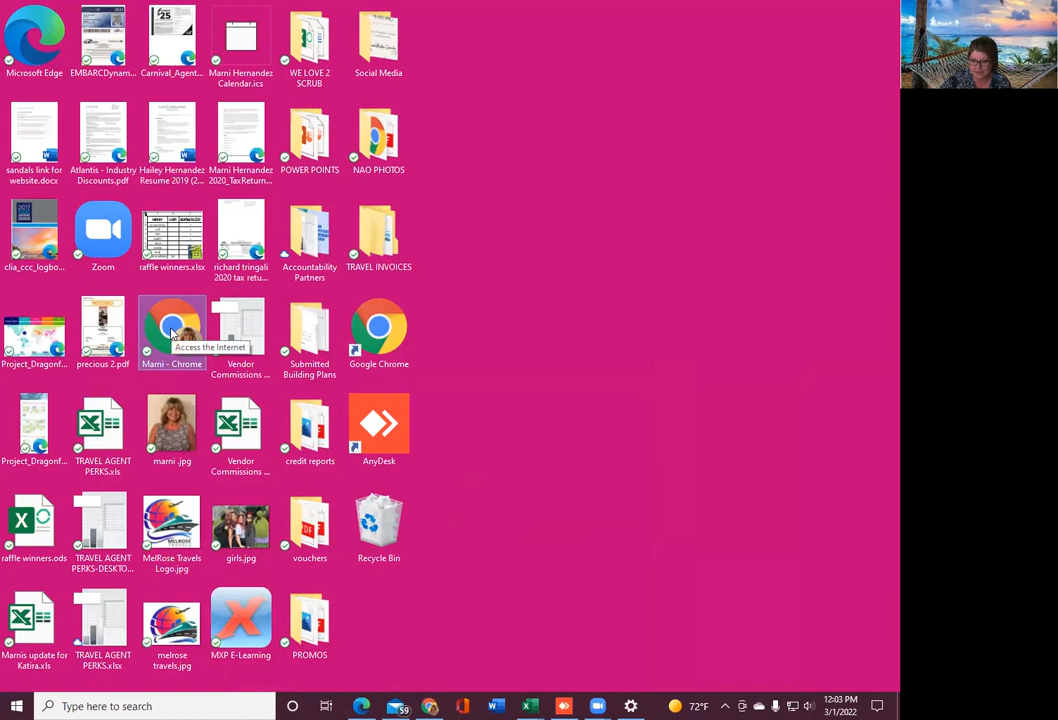 Microsoft Edge
EMBARCDynam...
Carnival_Agent...
$25
Marni Hernandez
Calendar.ics
WE LOVE 2
SCRUB
Social Media
sandals link for
website.docx
Atlantis - Industry
Discounts.pdf
Hailey Hernandez
Resume 2019 (2...
Marni Hernandez
2020_TaxReturn...
POWER POINTS
NAO PHOTOS
clia_ccc_logbo...
Zoom
raffle winners.xlsx
richard tringali
2020 tax retu...
Accountability
Partners
TRAVEL INVOICES
Project_Dragonf...
precious 2.pdf
Access the Internet
Marni - Chrome
Vendor
Commissions ...
Submitted
Building Plans
Google Chrome
Project_Dragonf...
TRAVEL AGENT
PERKS.xls
marni .jpg
Vendor
Commissions ...
credit reports
AnyDesk
raffle winners.ods
TRAVEL AGENT
PERKS-DESKTO...
MelRose Travels
Logo.jpg
girls.jpg
PDF
vouchers
Recycle Bin
Marnis update for
Katira.xls
TRAVEL AGENT
PERKS.xlsx
melrose
travels.jpg
MXP E-Learning
PROMOS
Type here to search
59
72°F
12:03 PM
3/1/2022